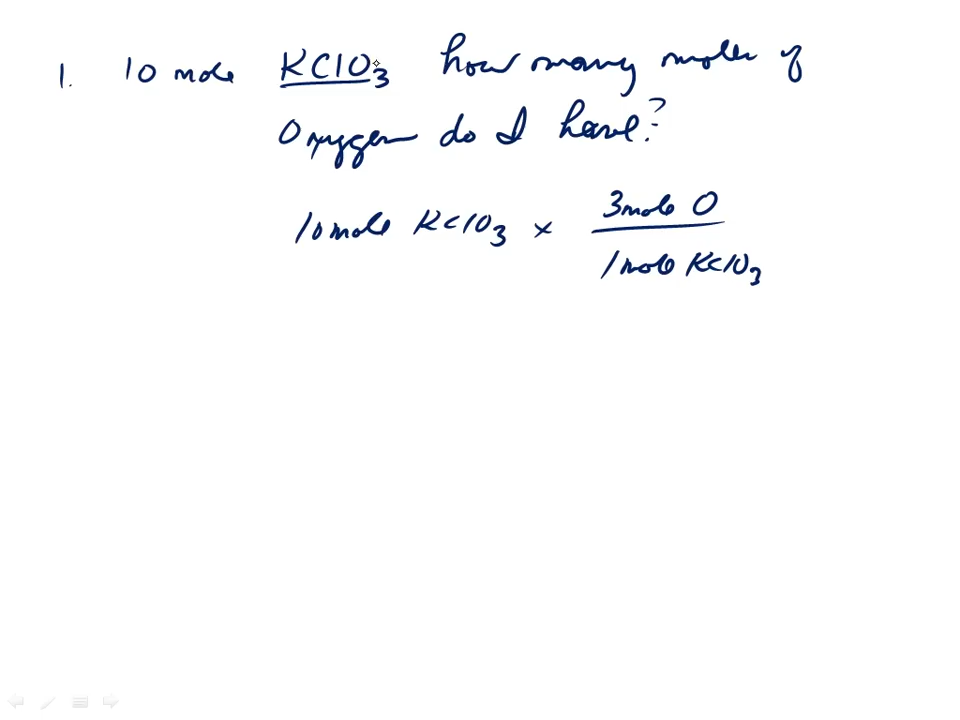 1. 10 mole KClO3 how many moles of
Oxygen do I have?
10 mole KClO3 × 3 mole O
1 mole KClO3